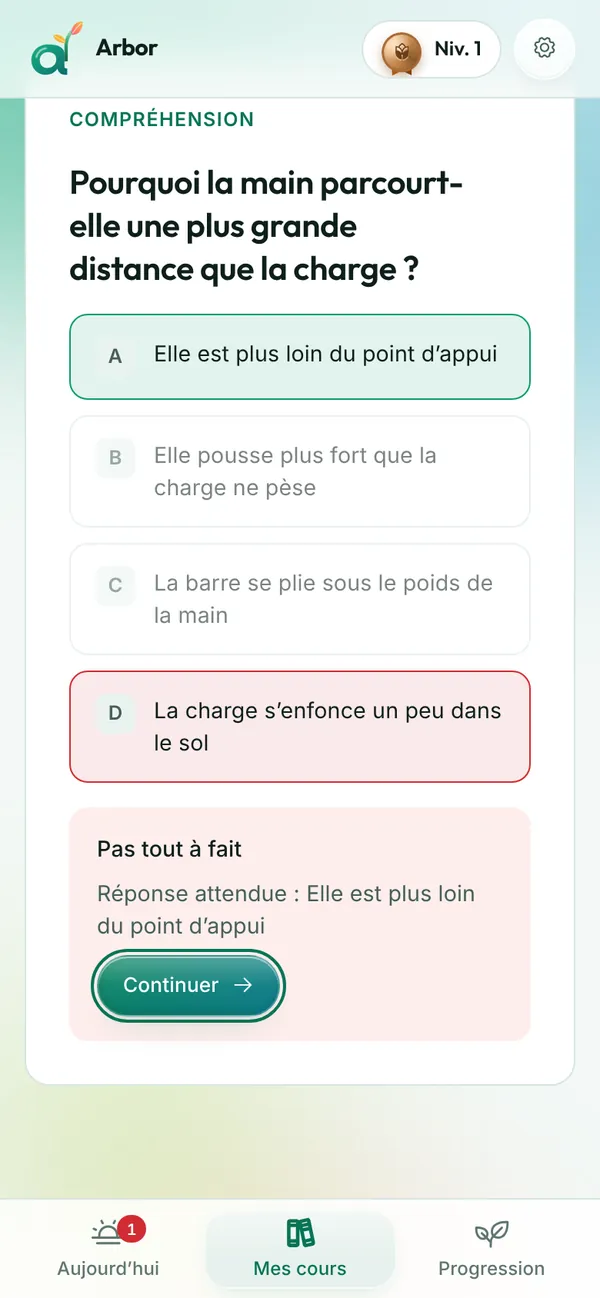 Arbor
Niv. 1
COMPRÉHENSION
Pourquoi la main parcourt-
elle une plus grande
distance que la charge ?
A
Elle est plus loin du point d’appui
B
Elle pousse plus fort que la
charge ne pèse
C
La barre se plie sous le poids de
la main
D
La charge s’enfonce un peu dans
le sol
Pas tout à fait
Réponse attendue : Elle est plus loin
du point d’appui
Continuer →
1
Aujourd’hui
Mes cours
Progression